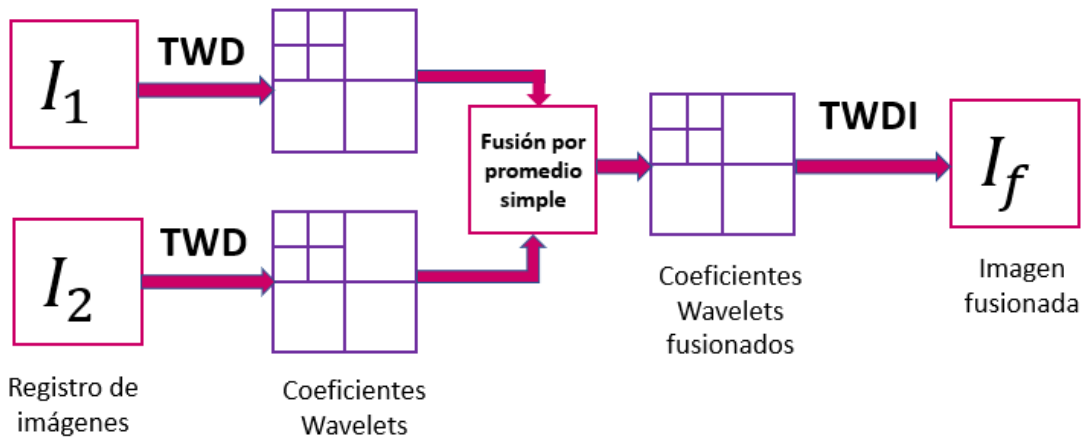 I₁
TWD
Fusión por
promedio
simple
TWDI
I_f
I₂
TWD
Registro de
imágenes
Coeficientes
Wavelets
Coeficientes
Wavelets
fusionados
Imagen
fusionada